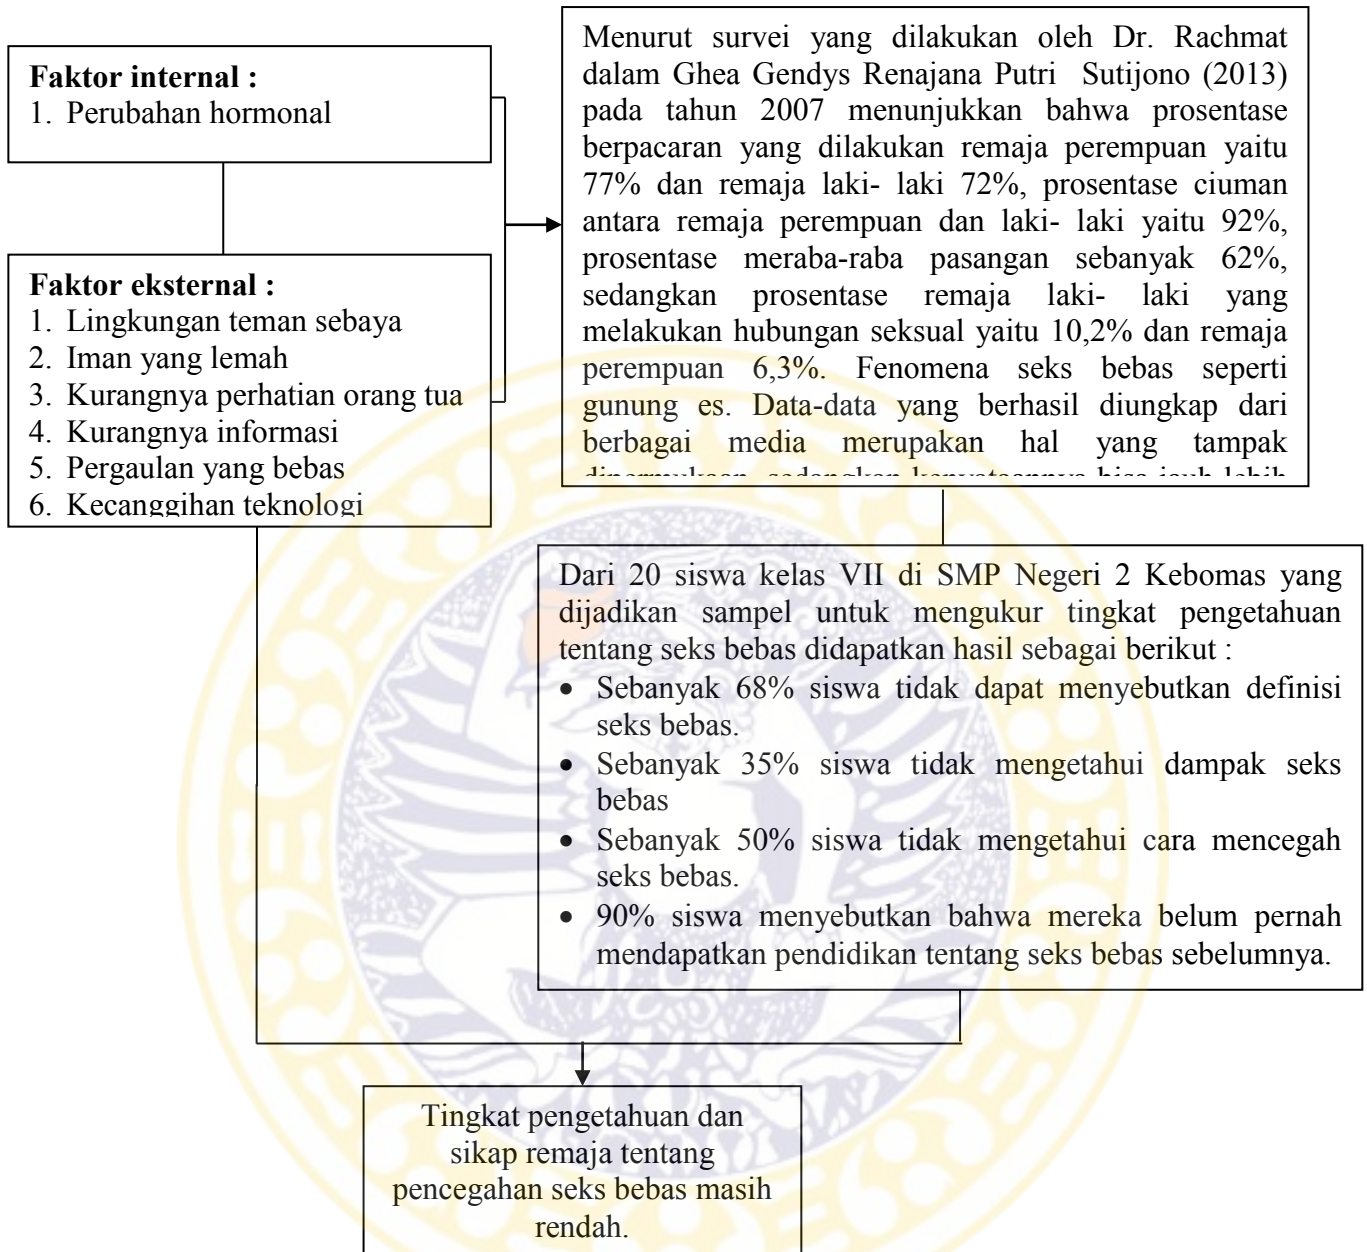 Faktor internal :
1. Perubahan hormonal
Faktor eksternal :
1. Lingkungan teman sebaya
2. Iman yang lemah
3. Kurangnya perhatian orang tua
4. Kurangnya informasi
5. Pergaulan yang bebas
6. Kecanggihan teknologi
Menurut survei yang dilakukan oleh Dr. Rachmat
dalam Ghea Gendys Renajana Putri Sutijono (2013)
pada tahun 2007 menunjukkan bahwa prosentase
berpacaran yang dilakukan remaja perempuan yaitu
77% dan remaja laki- laki 72%, prosentase ciuman
antara remaja perempuan dan laki- laki yaitu 92%,
prosentase meraba-raba pasangan sebanyak 62%,
sedangkan prosentase remaja laki- laki yang
melakukan hubungan seksual yaitu 10,2% dan remaja
perempuan 6,3%. Fenomena seks bebas seperti
gunung es. Data-data yang berhasil diungkap dari
berbagai media merupakan hal yang tampak
sedangkan kenyataannya bisa jauh lebih
Dari 20 siswa kelas VII di SMP Negeri 2 Kebomas yang
dijadikan sampel untuk mengukur tingkat pengetahuan
tentang seks bebas didapatkan hasil sebagai berikut :
• Sebanyak 68% siswa tidak dapat menyebutkan definisi
seks bebas.
• Sebanyak 35% siswa tidak mengetahui dampak seks
bebas
• Sebanyak 50% siswa tidak mengetahui cara mencegah
seks bebas.
• 90% siswa menyebutkan bahwa mereka belum pernah
mendapatkan pendidikan tentang seks bebas sebelumnya.
Tingkat pengetahuan dan
sikap remaja tentang
pencegahan seks bebas masih
rendah.